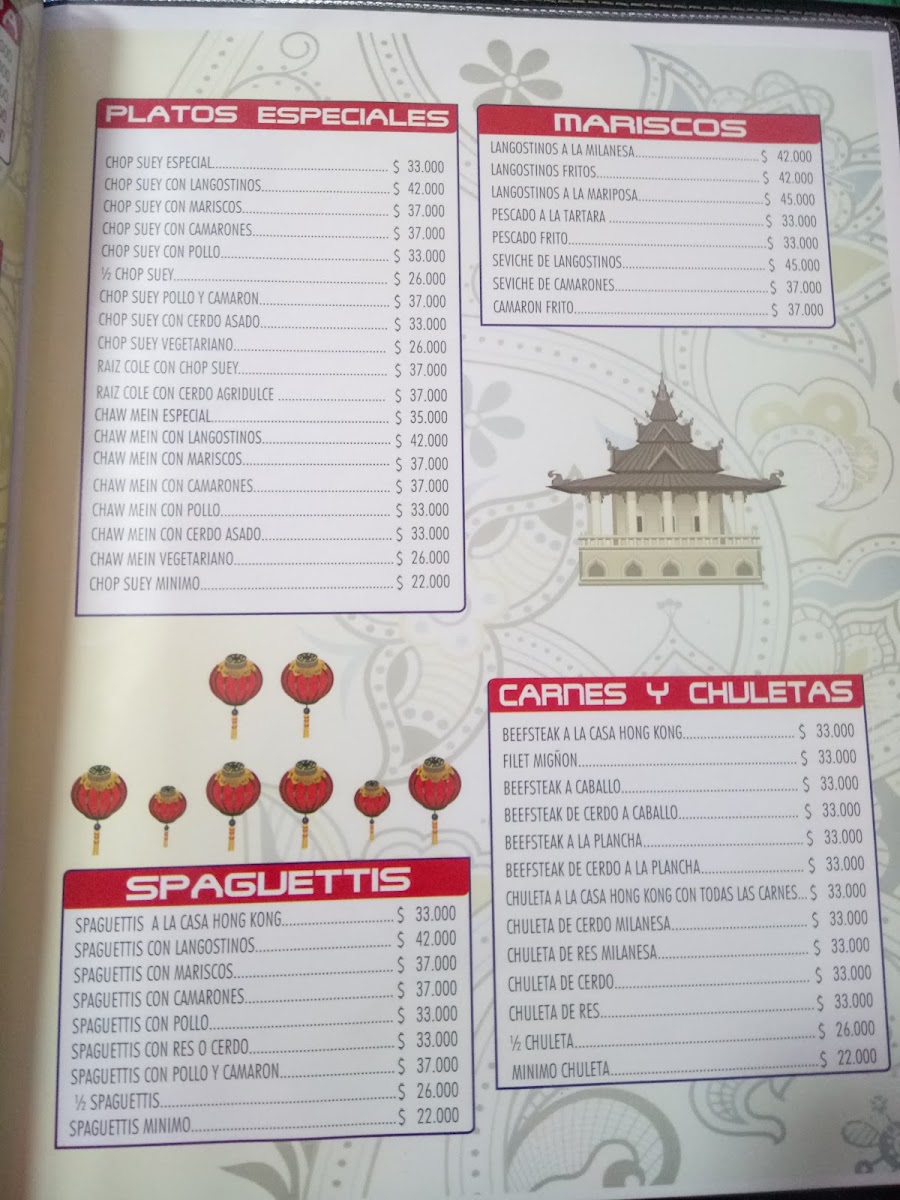 PLATOS ESPECIALES
CHOP SUEY ESPECIAL $ 33.000
CHOP SUEY CON LANGOSTINOS $ 42.000
CHOP SUEY CON MARISCOS $ 37.000
CHOP SUEY CON CAMARONES $ 37.000
CHOP SUEY CON POLLO $ 33.000
½ CHOP SUEY $ 26.000
CHOP SUEY POLLO Y CAMARON $ 37.000
CHOP SUEY CON CERDO ASADO $ 33.000
CHOP SUEY VEGETARIANO $ 26.000
RAIZ COLE CON CHOP SUEY $ 37.000
RAIZ COLE CON CERDO AGRIDULCE $ 37.000
CHAW MEIN ESPECIAL $ 35.000
CHAW MEIN CON LANGOSTINOS $ 42.000
CHAW MEIN CON MARISCOS $ 37.000
CHAW MEIN CON CAMARONES $ 37.000
CHAW MEIN CON POLLO $ 33.000
CHAW MEIN CON CERDO ASADO $ 33.000
CHAW MEIN VEGETARIANO $ 26.000
CHOP SUEY MINIMO $ 22.000
MARISCOS
LANGOSTINOS A LA MILANESA $ 42.000
LANGOSTINOS FRITOS $ 42.000
LANGOSTINOS A LA MARIPOSA $ 45.000
PESCADO A LA TARTARA $ 33.000
PESCADO FRITO $ 33.000
SEVICHE DE LANGOSTINOS $ 45.000
SEVICHE DE CAMARONES $ 37.000
CAMARON FRITO $ 37.000
SPAGUETTIS
SPAGUETTIS A LA CASA HONG KONG $ 33.000
SPAGUETTIS CON LANGOSTINOS $ 42.000
SPAGUETTIS CON MARISCOS $ 37.000
SPAGUETTIS CON CAMARONES $ 37.000
SPAGUETTIS CON POLLO $ 33.000
SPAGUETTIS CON RES O CERDO $ 33.000
SPAGUETTIS CON POLLO Y CAMARON $ 37.000
½ SPAGUETTIS $ 26.000
SPAGUETTIS MINIMO $ 22.000
CARNES Y CHULETAS
BEEFSTEAK A LA CASA HONG KONG $ 33.000
FILET MIGÑON $ 33.000
BEEFSTEAK A CABALLO $ 33.000
BEEFSTEAK DE CERDO A CABALLO $ 33.000
BEEFSTEAK A LA PLANCHA $ 33.000
BEEFSTEAK DE CERDO A LA PLANCHA $ 33.000
CHULETA A LA CASA HONG KONG CON TODAS LAS CARNES $ 33.000
CHULETA DE CERDO MILANESA $ 33.000
CHULETA DE RES MILANESA $ 33.000
CHULETA DE CERDO $ 33.000
CHULETA DE RES $ 33.000
½ CHULETA $ 26.000
MINIMO CHULETA $ 22.000